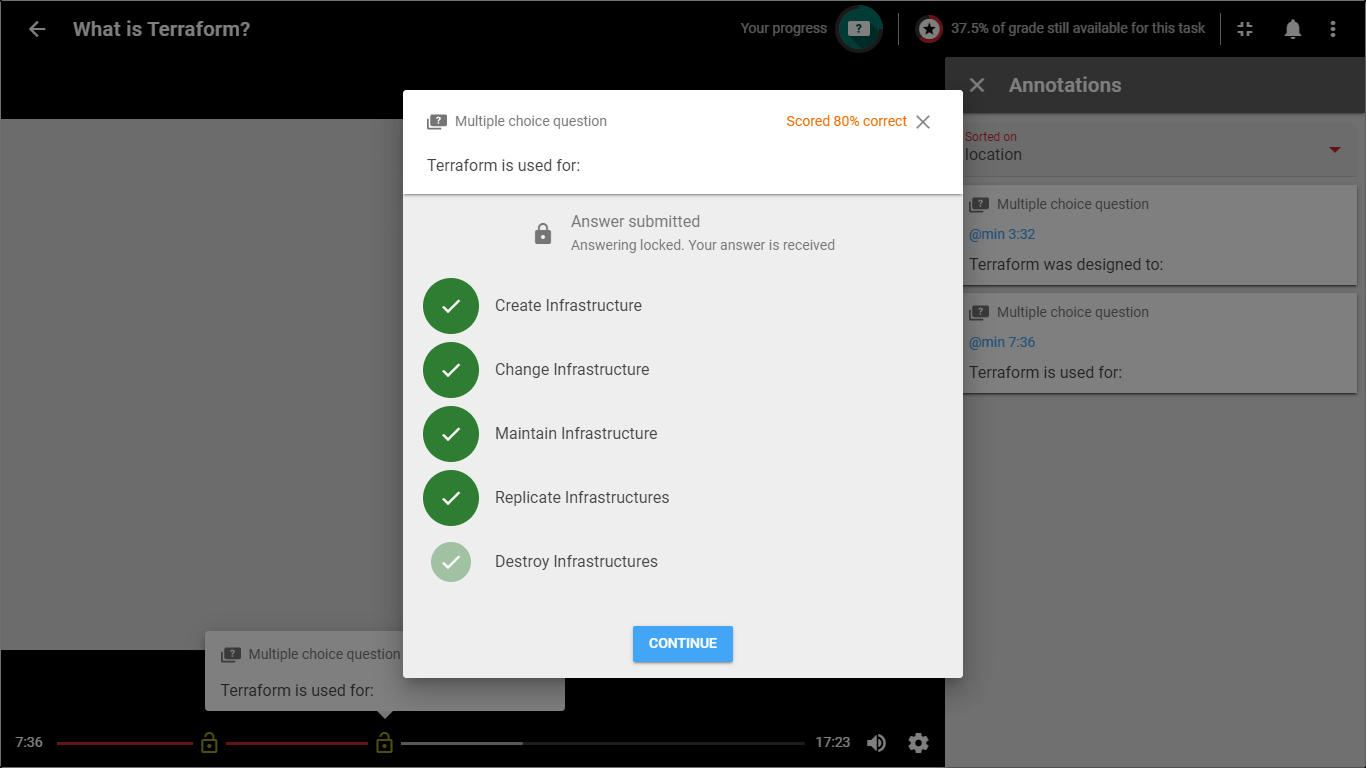 What is Terraform?
Your progress
37.5% of grade still available for this task
Multiple choice question
Scored 80% correct
Terraform is used for:
Answer submitted
Answering locked. Your answer is received
Create Infrastructure
Change Infrastructure
Maintain Infrastructure
Replicate Infrastructures
Destroy Infrastructures
CONTINUE
Annotations
Sorted on
location
Multiple choice question
@min 3:32
Terraform was designed to:
Multiple choice question
@min 7:36
Terraform is used for:
Multiple choice question
Terraform is used for:
7:36
17:23